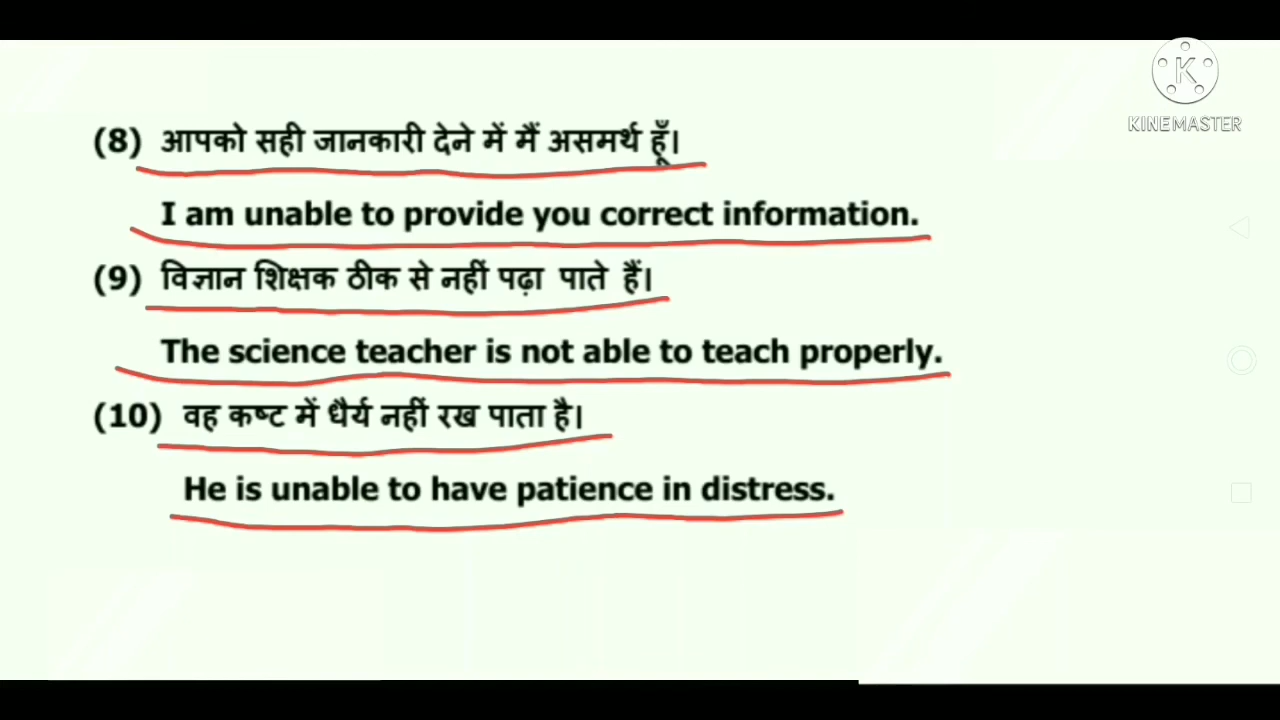 KINEMASTER
(8) आपको सही जानकारी देने में मैं असमर्थ हूँ।
I am unable to provide you correct information.
(9) विज्ञान शिक्षक ठीक से नहीं पढ़ा पाते हैं।
The science teacher is not able to teach properly.
(10) वह कष्ट में धैर्य नहीं रख पाता है।
He is unable to have patience in distress.